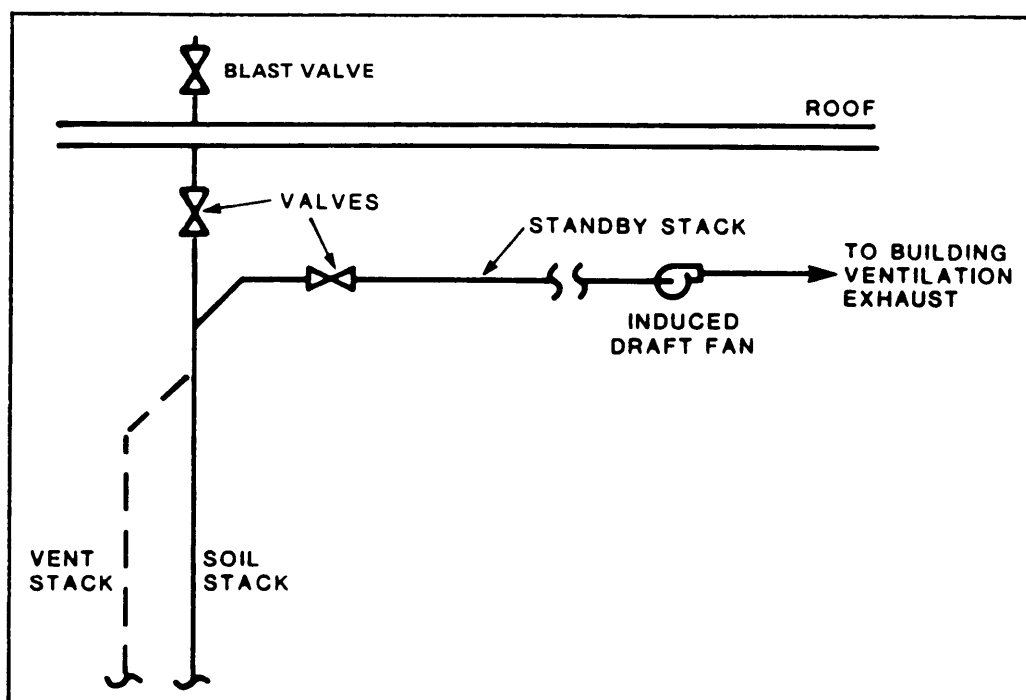 BLAST VALVE
ROOF
VALVES
STANDBY STACK
TO BUILDING
VENTILATION
EXHAUST
INDUCED
DRAFT FAN
VENT
STACK
SOIL
STACK